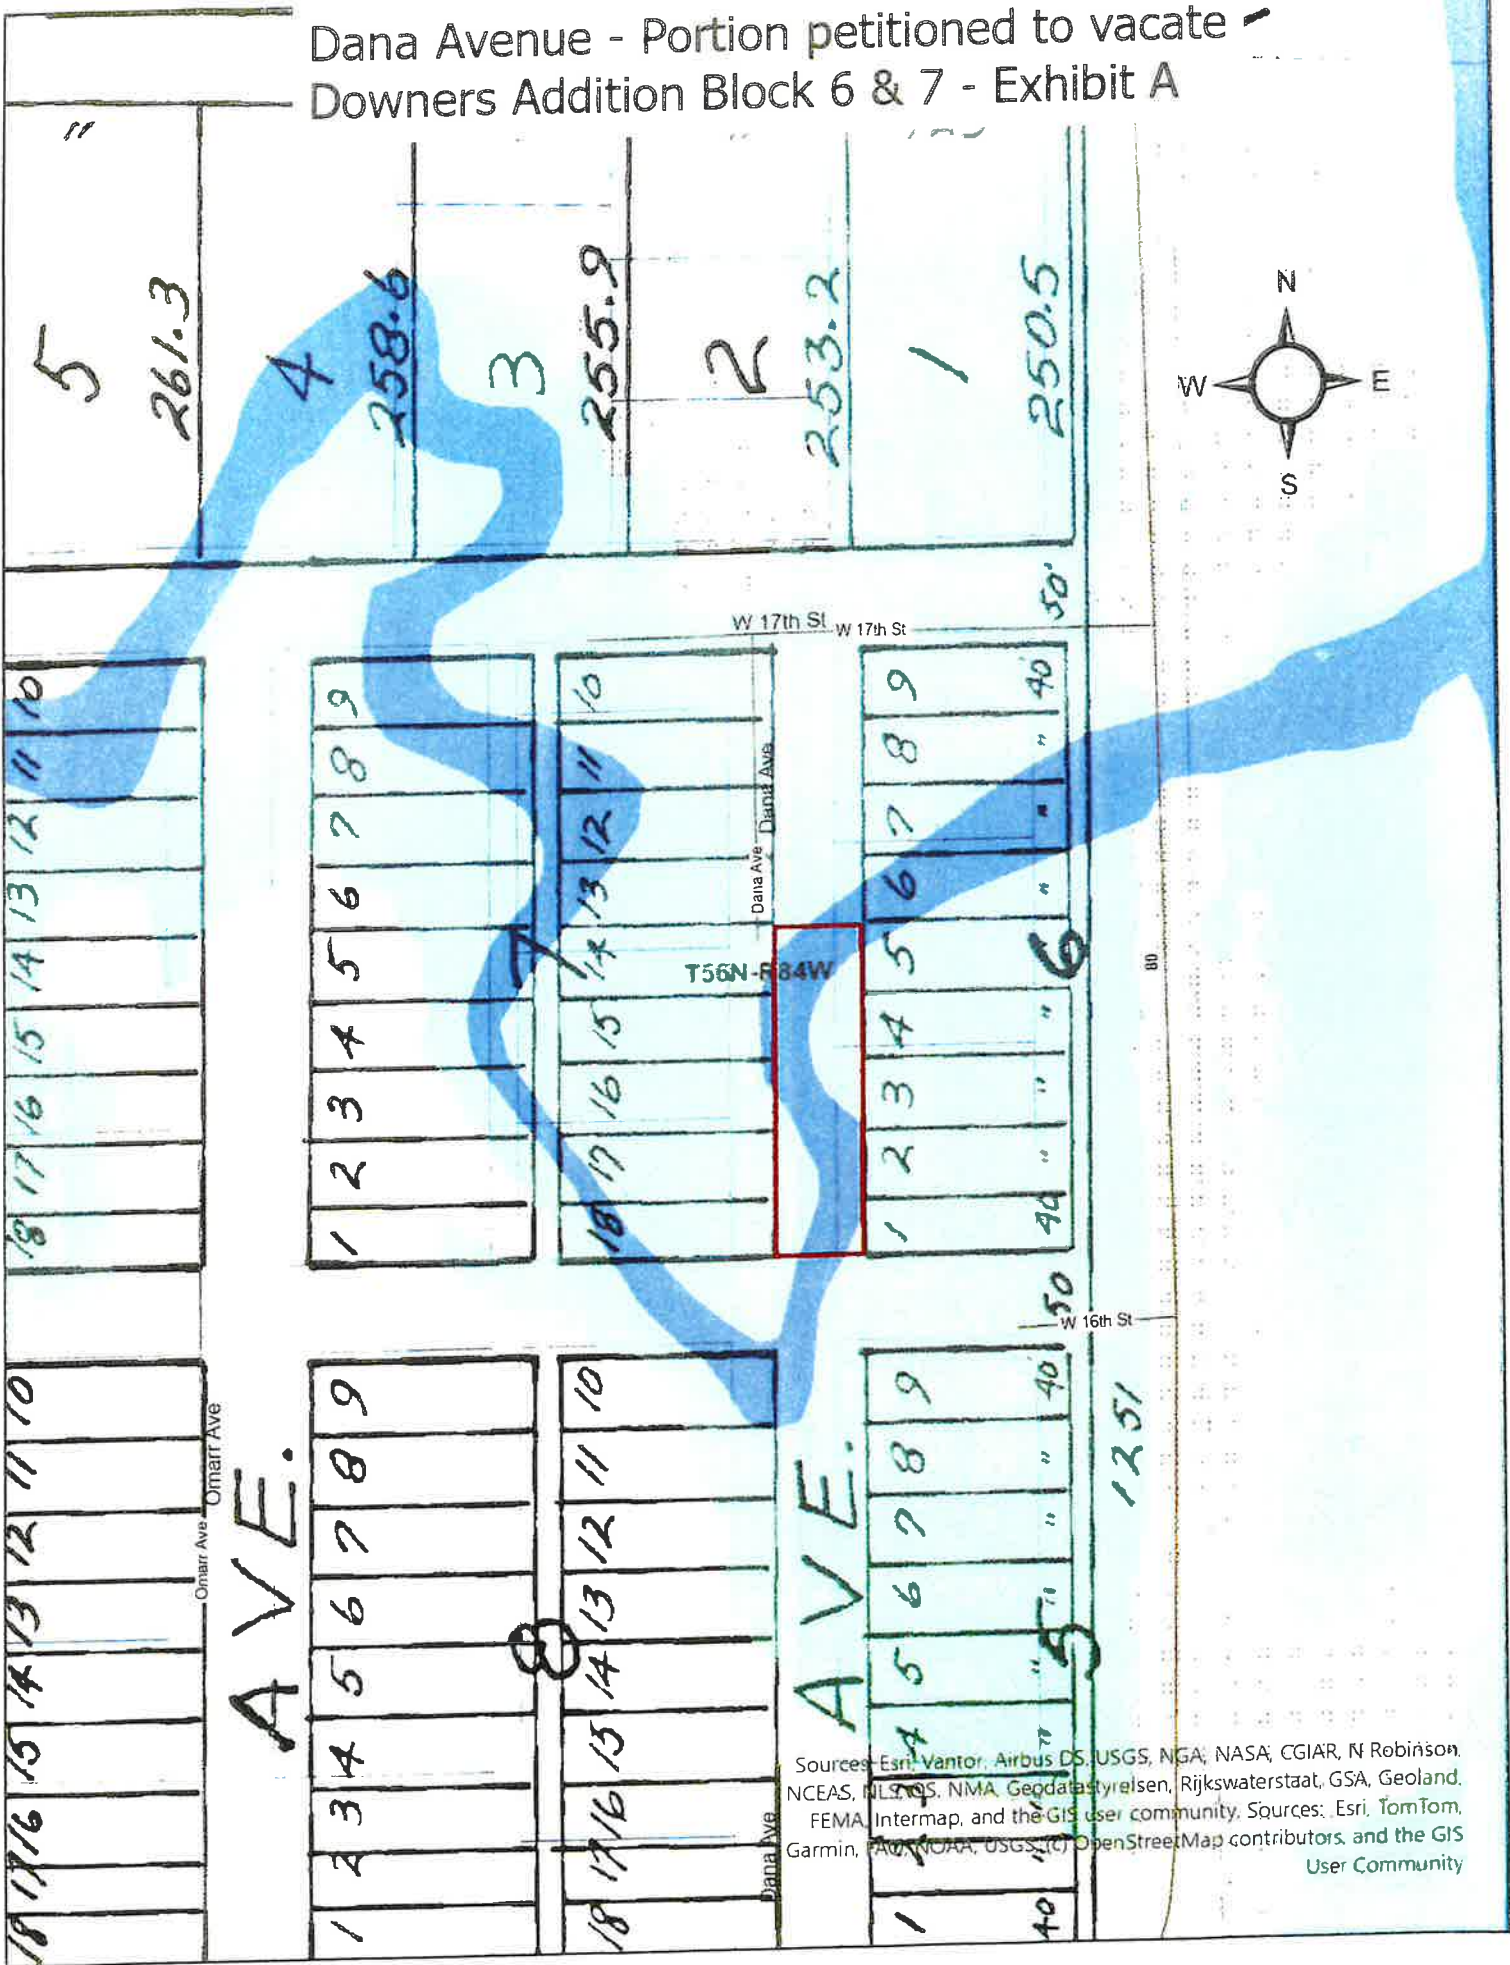 Dana Avenue - Portion petitioned to vacate
Downers Addition Block 6 & 7 - Exhibit A
" "
5 4 3 2 1
261.3 258.6 255.9 253.2 250.5
N
W E
S
50'
W 17th St W 17th St
10 9 10 9 40'
11 8 11 8 "
12 7 12 7 "
13 6 13 6 "
14 5 14 5
15 4 15 4 "
16 3 16 3 "
17 2 17 2 "
18 1 18 1 40
7 6
Dana Ave
Dana Ave
T56N-R84W
80
50
W 16th St
1251
10 9 10 9 40'
11 8 11 8 "
12 7 12 7 "
13 6 13 6 "
14 5 14 5 "
15 4 15 4 "
16 3 16
17 2 17 "
18 1 18 1 40
8 5
Omarr Ave
Omarr Ave
AVE.
AVE.
Dana Ave
Sources: Esri, Vantor, Airbus DS, USGS, NGA, NASA, CGIAR, N Robinson,
NCEAS, NLS, OS, NMA, Geodatastyrelsen, Rijkswaterstaat, GSA, Geoland,
FEMA, Intermap, and the GIS user community. Sources: Esri, TomTom,
Garmin, FAO, NOAA, USGS, (c) OpenStreetMap contributors, and the GIS
User Community